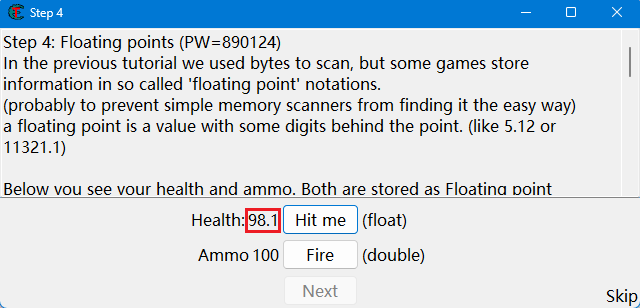 Step 4
Step 4: Floating points (PW=890124)
In the previous tutorial we used bytes to scan, but some games store
information in so called 'floating point' notations.
(probably to prevent simple memory scanners from finding it the easy way)
a floating point is a value with some digits behind the point. (like 5.12 or
11321.1)
Below you see your health and ammo. Both are stored as Floating point
Health: 98.1 Hit me (float)
Ammo 100 Fire (double)
Next
Skip